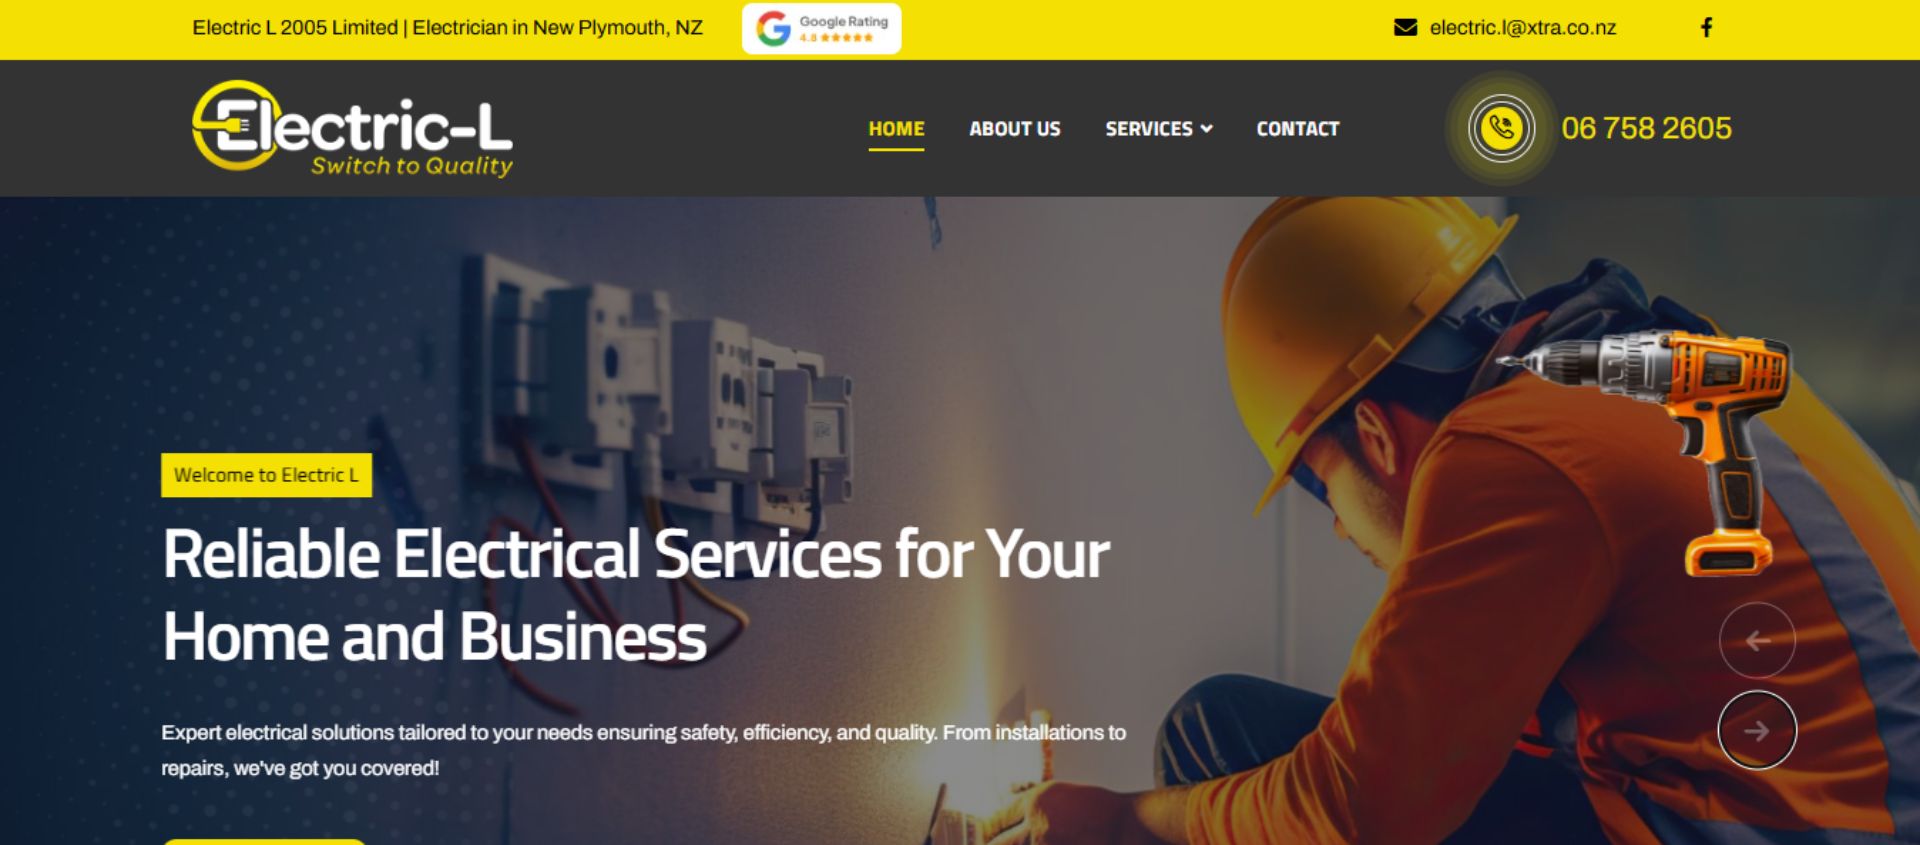 Electric L 2005 Limited | Electrician in New Plymouth, NZ
Google Rating
4.8 ★★★★★
electric.l@xtra.co.nz
Electric-L
Switch to Quality
HOME
ABOUT US
SERVICES
CONTACT
06 758 2605
Welcome to Electric L
Reliable Electrical Services for Your
Home and Business
Expert electrical solutions tailored to your needs ensuring safety, efficiency, and quality. From installations to
repairs, we've got you covered!